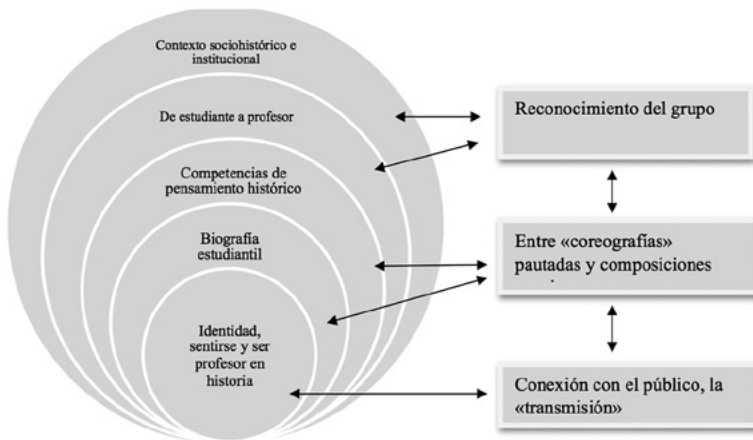 Contexto sociohistórico e
institucional
De estudiante a profesor
Competencias de
pensamiento histórico
Biografía
estudiantil
Identidad,
sentirse y ser
profesor en
historia
Reconocimiento del grupo
Entre «coreografías»
pautadas y composiciones
Conexión con el público, la
«transmisión»